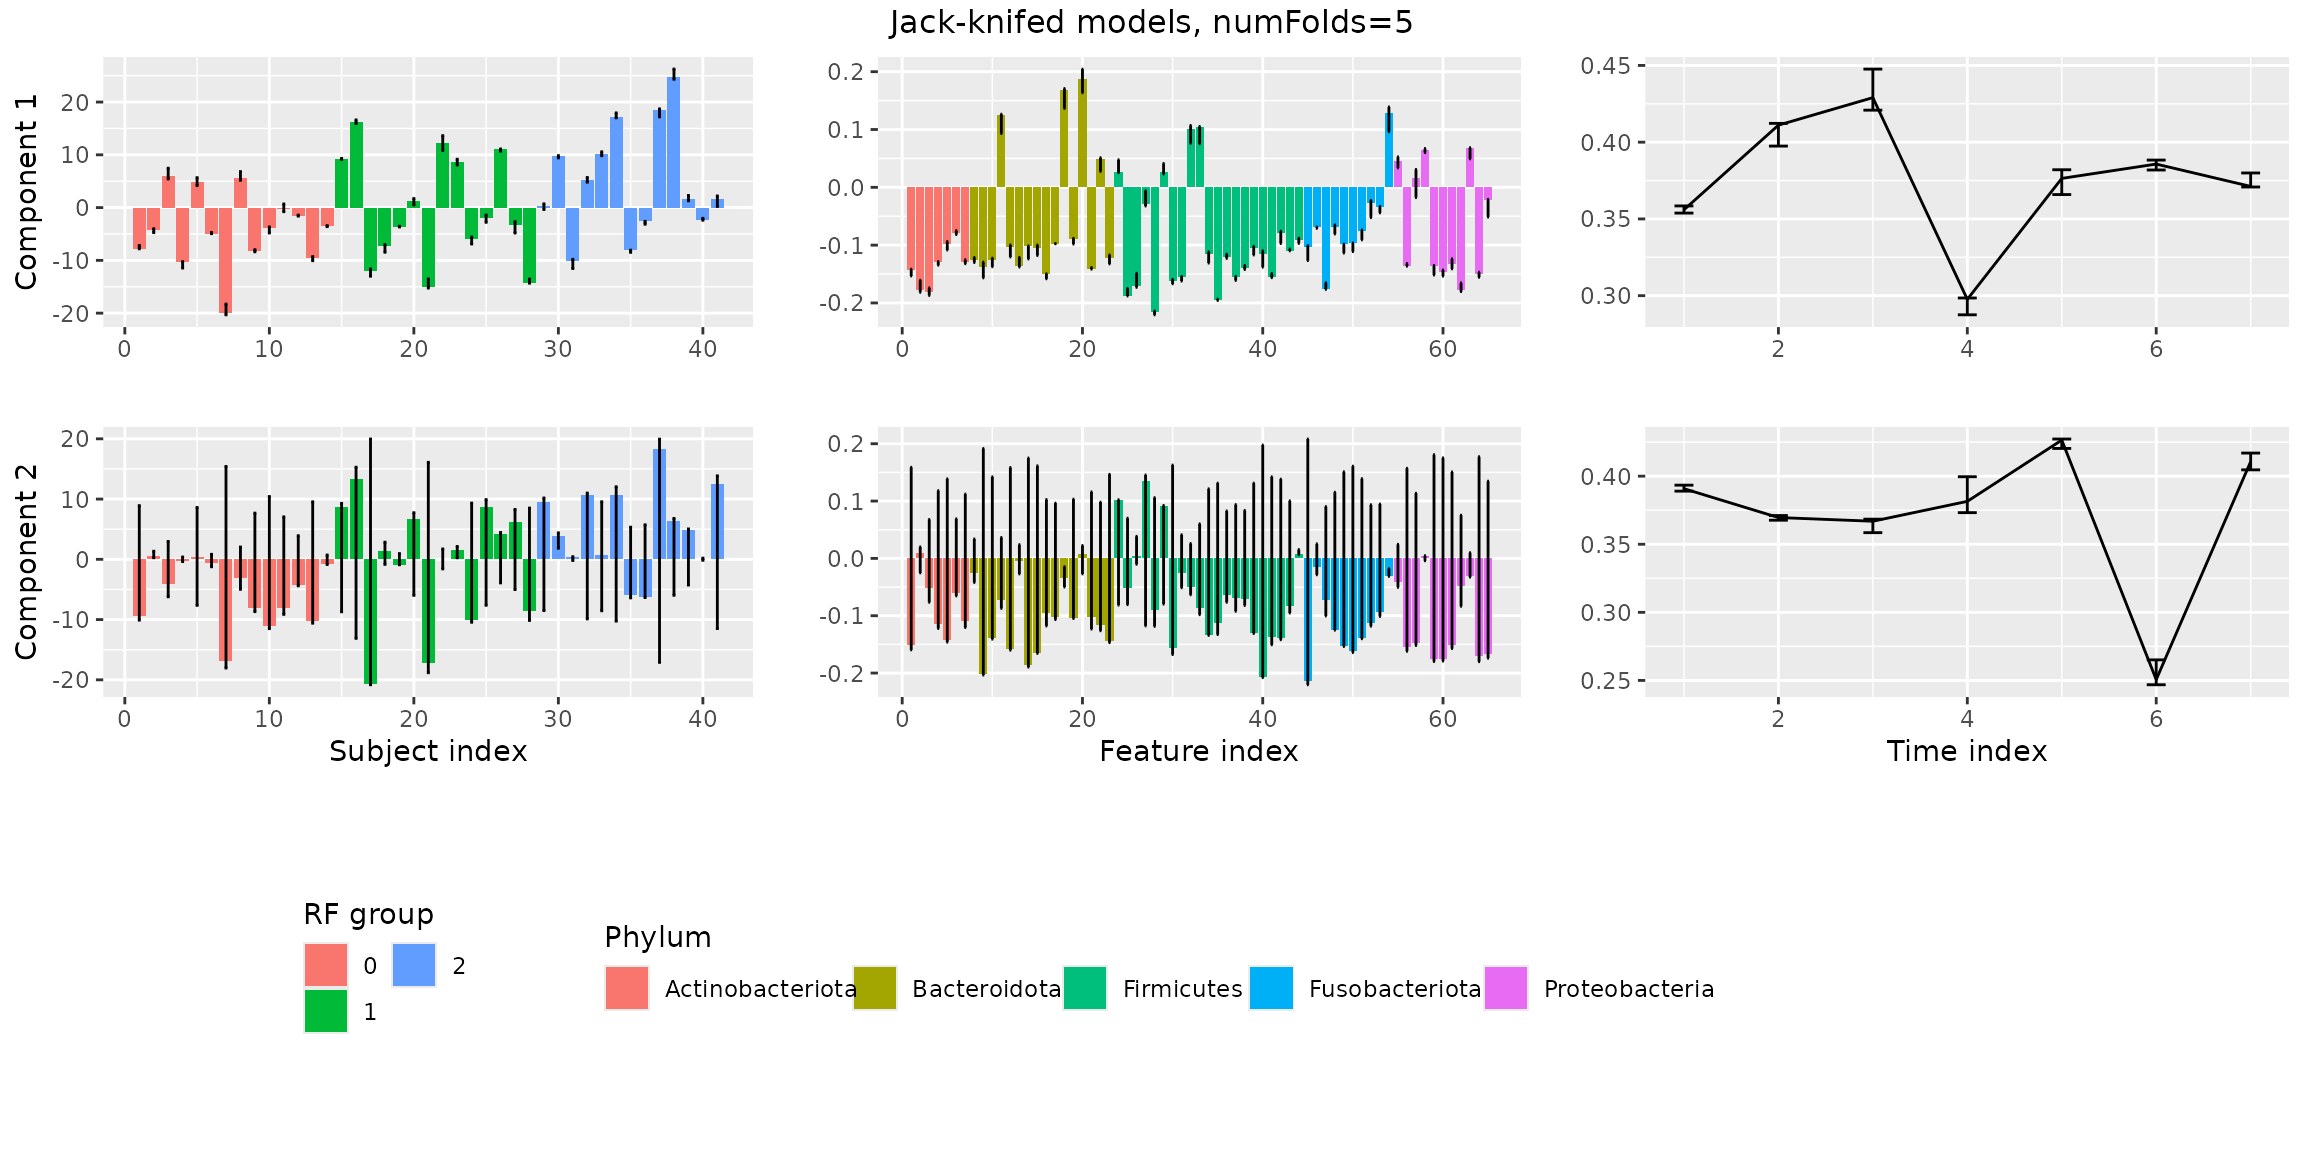 Jack-knifed models, numFolds=5
Component 1
20
10
0
-10
-20
0 10 20 30 40
0.2
0.1
0.0
-0.1
-0.2
0 20 40 60
0.45
0.40
0.35
0.30
2 4 6
Component 2
20
10
0
-10
-20
0 10 20 30 40
Subject index
0.2
0.1
0.0
-0.1
-0.2
0 20 40 60
Feature index
0.40
0.35
0.30
0.25
2 4 6
Time index
RF group
0 2
1
Phylum
Actinobacteriota Bacteroidota Firmicutes Fusobacteriota Proteobacteria